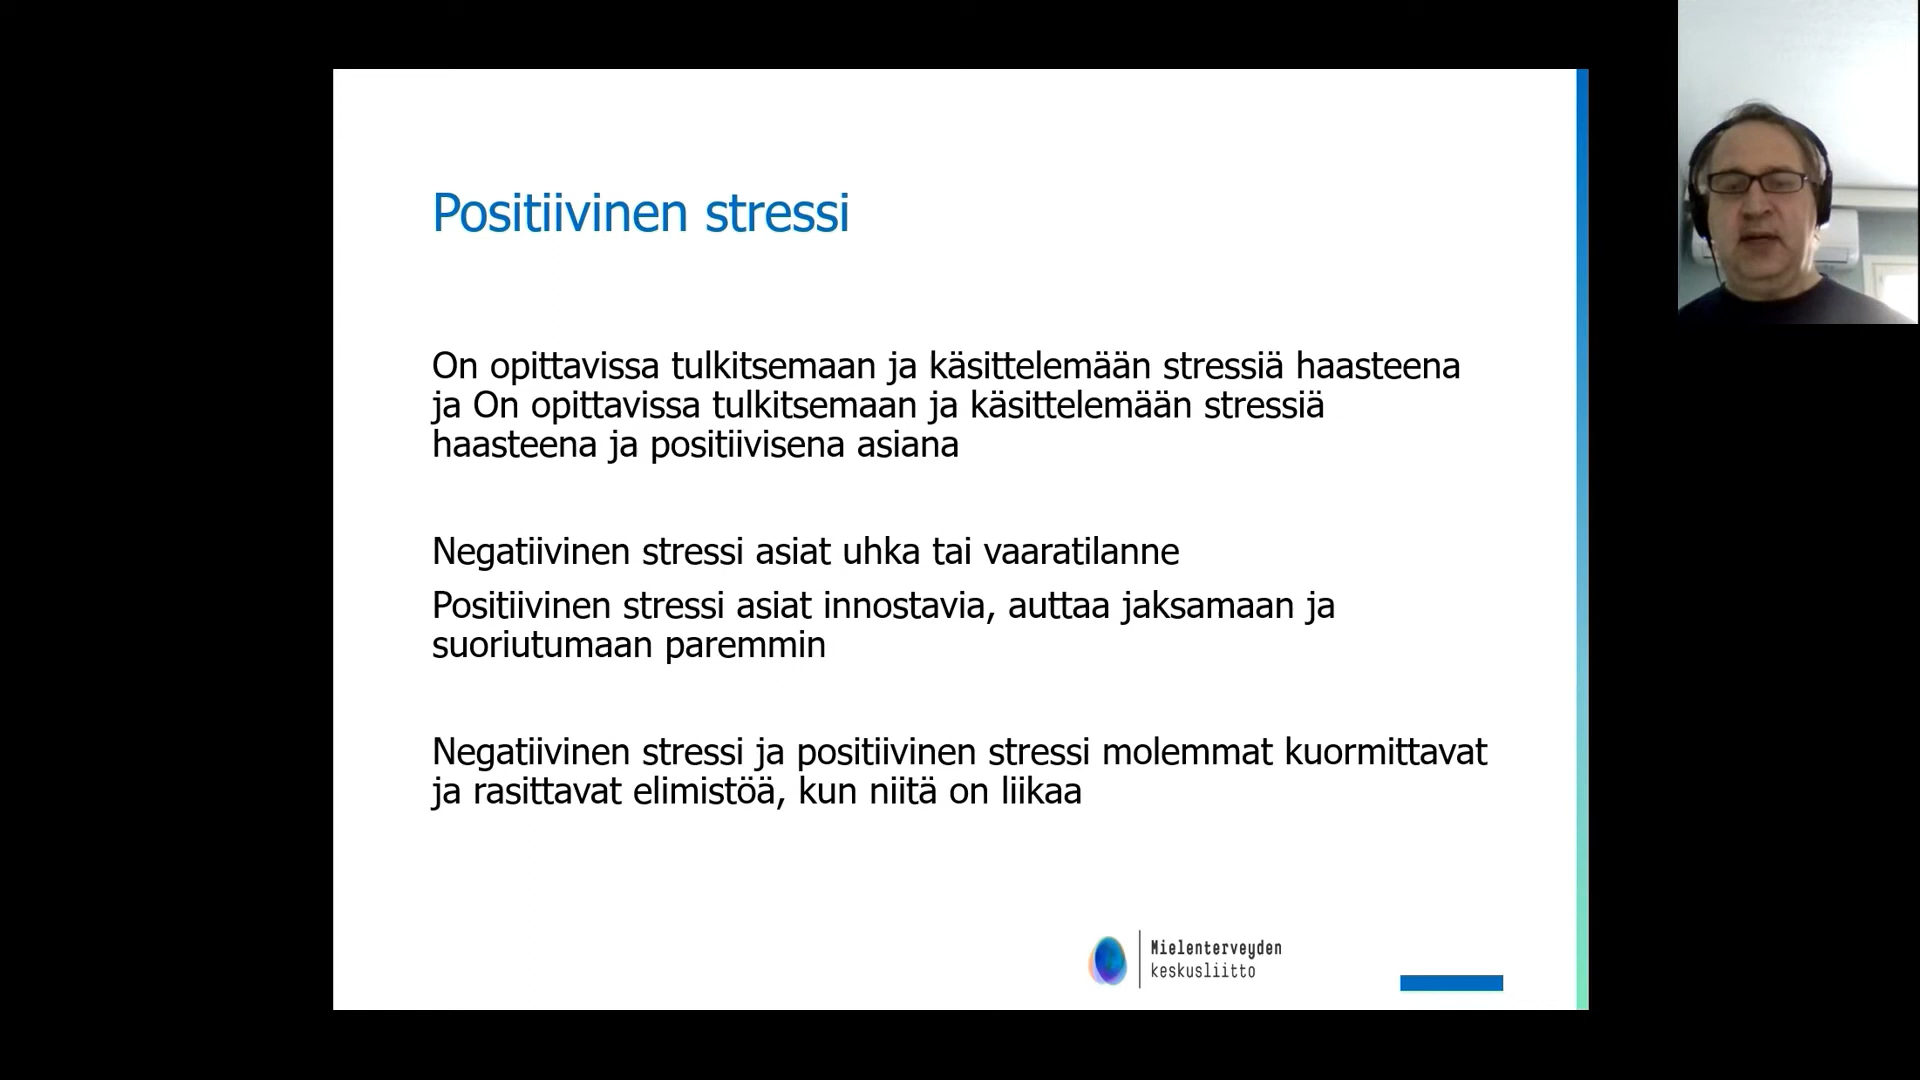 Positiivinen stressi
On opittavissa tulkitsemaan ja käsittelemään stressiä haasteena
ja On opittavissa tulkitsemaan ja käsittelemään stressiä
haasteena ja positiivisena asiana
Negatiivinen stressi asiat uhka tai vaaratilanne
Positiivinen stressi asiat innostavia, auttaa jaksamaan ja
suoriutumaan paremmin
Negatiivinen stressi ja positiivinen stressi molemmat kuormittavat
ja rasittavat elimistöä, kun niitä on liikaa
Mielenterveyden
keskusliitto